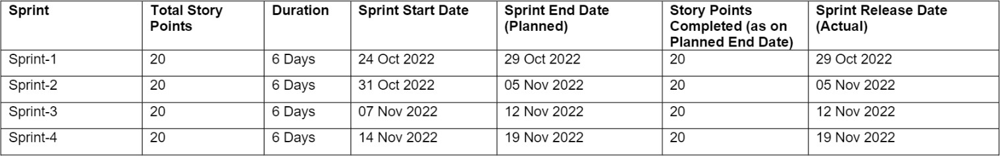 Sprint Total Story Points Duration Sprint Start Date Sprint End Date (Planned) Story Points Completed (as on Planned End Date) Sprint Release Date (Actual)
Sprint-1 20 6 Days 24 Oct 2022 29 Oct 2022 20 29 Oct 2022
Sprint-2 20 6 Days 31 Oct 2022 05 Nov 2022 20 05 Nov 2022
Sprint-3 20 6 Days 07 Nov 2022 12 Nov 2022 20 12 Nov 2022
Sprint-4 20 6 Days 14 Nov 2022 19 Nov 2022 20 19 Nov 2022